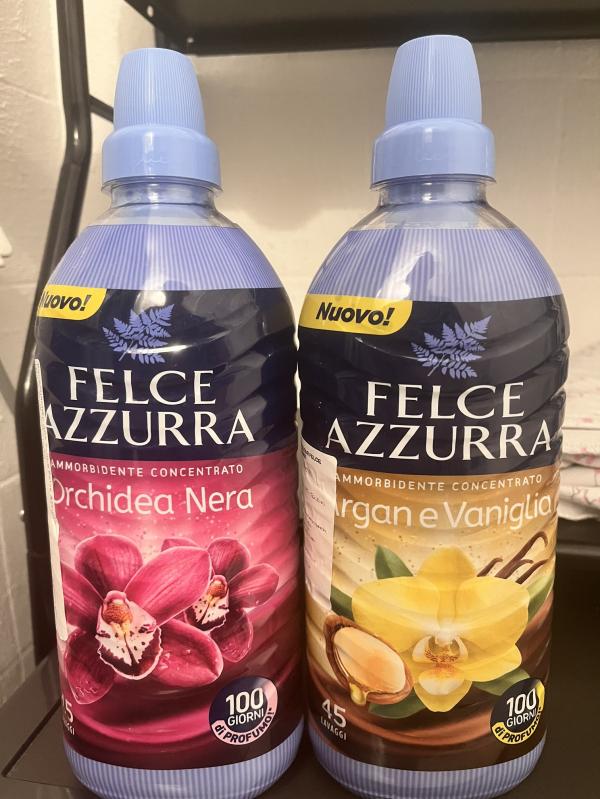 Nuovo!
FELCE
AZZURRA
AMMORBIDENTE CONCENTRATO
Orchidea Nera
100
GIORNI
di PROFUMO!*
Nuovo!
FELCE
AZZURRA
AMMORBIDENTE CONCENTRATO
Argan e Vaniglia
45
LAVAGGI
100
GIORNI
di PROFUMO!